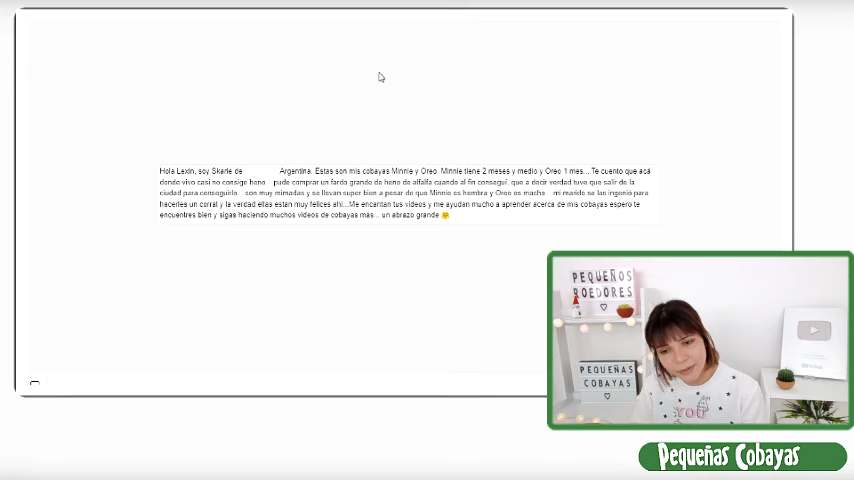 Hola Lexin, soy Skarle de Argentina. Estas son mis cobayas Minnie y Oreo. Minnie tiene 2 meses y medio y Oreo 1 mes... Te cuento que acá
donde vivo casi no consigo heno. pude comprar un fardo grande de heno de alfalfa cuando al fin conseguí, que a decir verdad tuve que salir de la
ciudad para conseguirlo. son muy mimadas y se llevan super bien a pesar de que Minnie es hembra y Oreo es macho. mi marido se las ingenió para
hacerles un corral y la verdad ellas están muy felices ahí...Me encantan tus videos y me ayudan mucho a aprender acerca de mis cobayas espero te
encuentres bien y sigas haciendo muchos videos de cobayas más... un abrazo grande 🤗
PEQUEÑOS
ROEDORES
PEQUEÑAS
COBAYAS
YOU
Pequeñas Cobayas